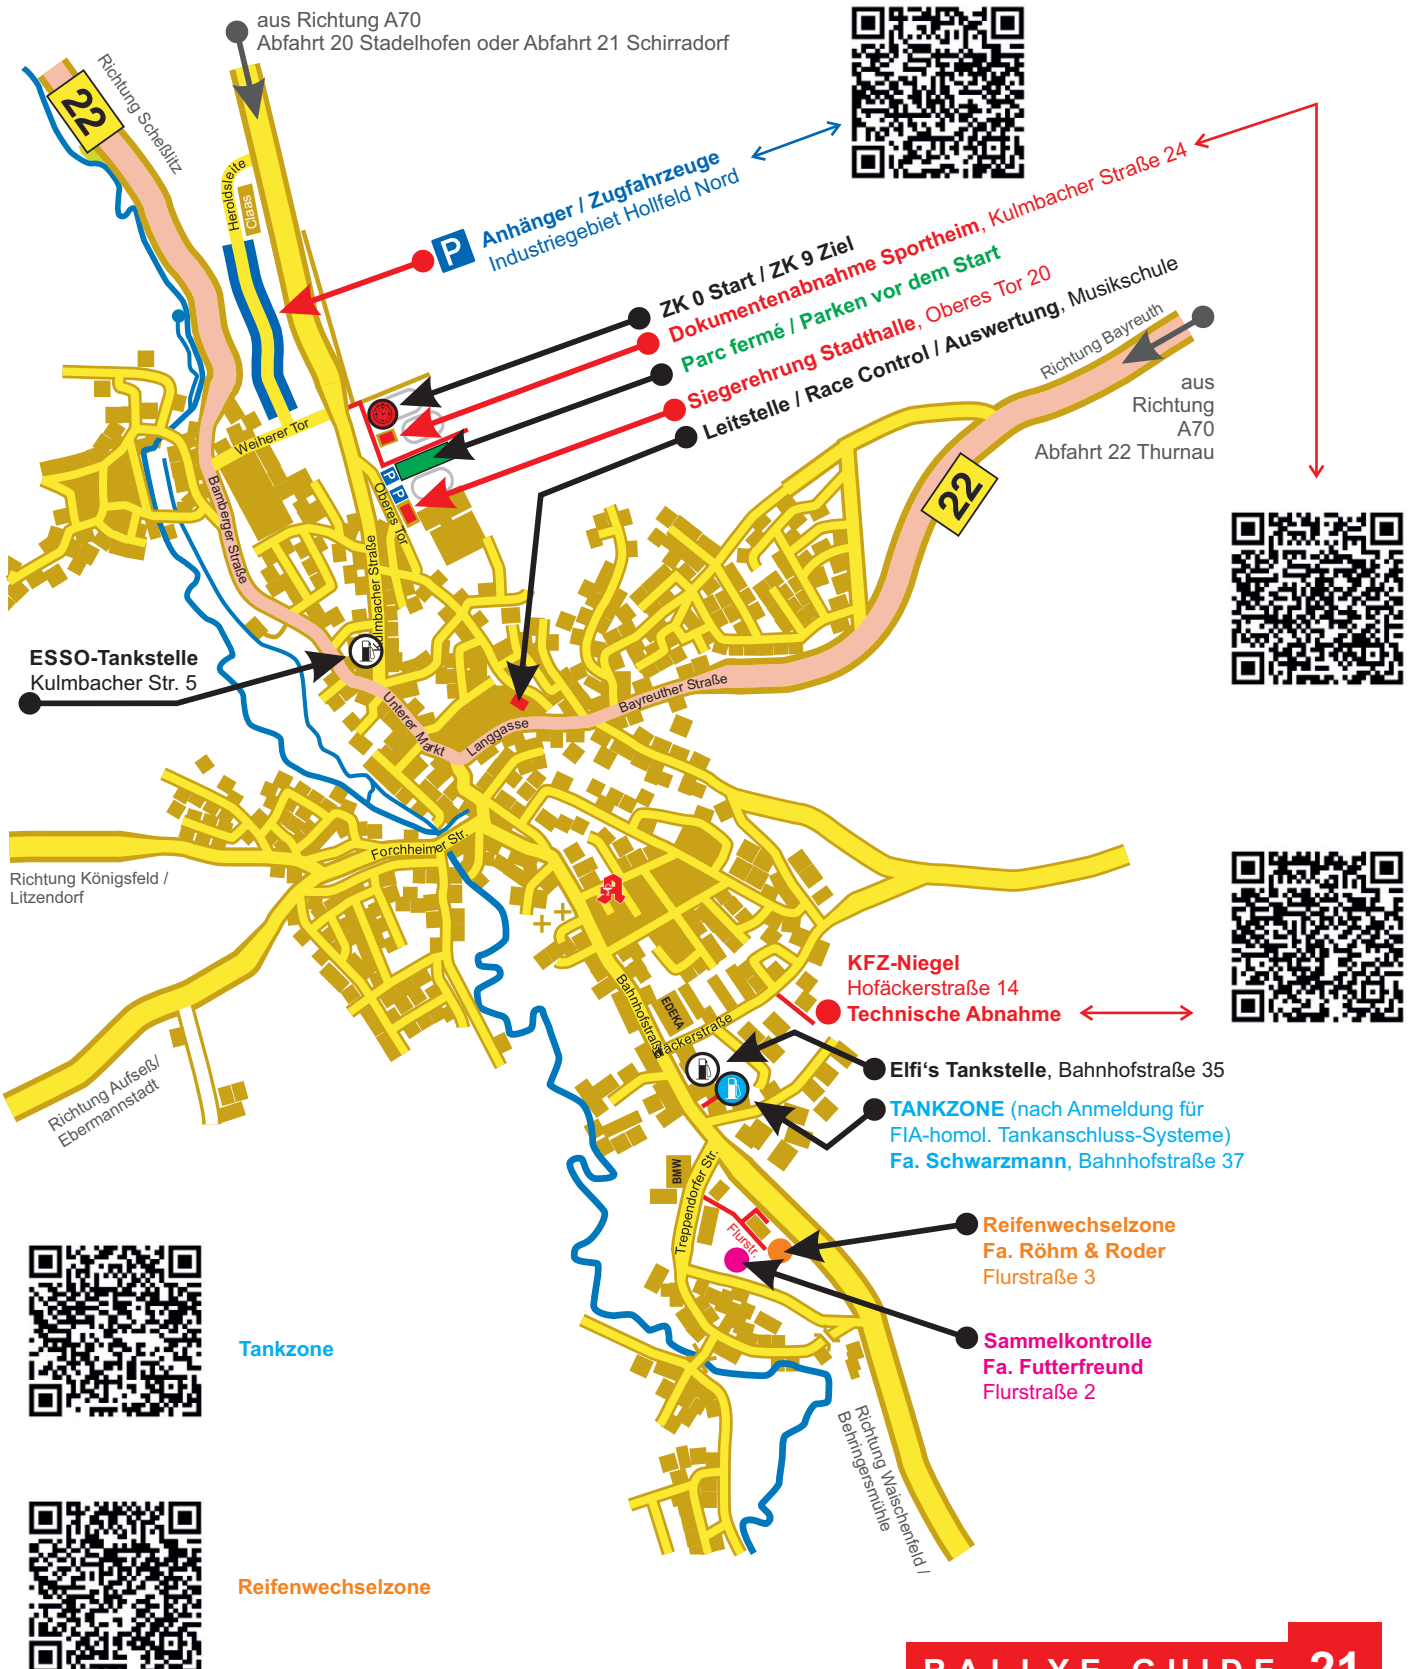 aus Richtung A70
Abfahrt 20 Stadelhofen oder Abfahrt 21 Schirradorf
22
Richtung Scheßlitz
Heroldsleite
Claas
P
Anhänger / Zugfahrzeuge
Industriegebiet Hollfeld Nord
ZK 0 Start / ZK 9 Ziel
Dokumentenabnahme Sportheim, Kulmbacher Straße 24
Parc fermé / Parken vor dem Start
Siegerehrung Stadthalle, Oberes Tor 20
Leitstelle / Race Control / Auswertung, Musikschule
Richtung Bayreuth
aus
Richtung
A70
Abfahrt 22 Thurnau
22
Weiherer Tor
P
P
Oberes Tor
Bamberger Straße
Kulmbacher Straße
ESSO-Tankstelle
Kulmbacher Str. 5
Unterer Markt
Langgasse
Bayreuther Straße
Forchheimer Str.
Richtung Königsfeld /
Litzendorf
Richtung Aufseß/
Ebermannstadt
Bahnhofstraße
EDEKA
äckerstraße
KFZ-Niegel
Hofäckerstraße 14
Technische Abnahme
Elfi‘s Tankstelle, Bahnhofstraße 35
TANKZONE (nach Anmeldung für
FIA-homol. Tankanschluss-Systeme)
Fa. Schwarzmann, Bahnhofstraße 37
BMW
Treppendorfer Str.
Flurstr.
Reifenwechselzone
Fa. Röhm & Roder
Flurstraße 3
Sammelkontrolle
Fa. Futterfreund
Flurstraße 2
Richtung Waischenfeld /
Behringersmühle
Tankzone
Reifenwechselzone
RALLYE GUIDE 21